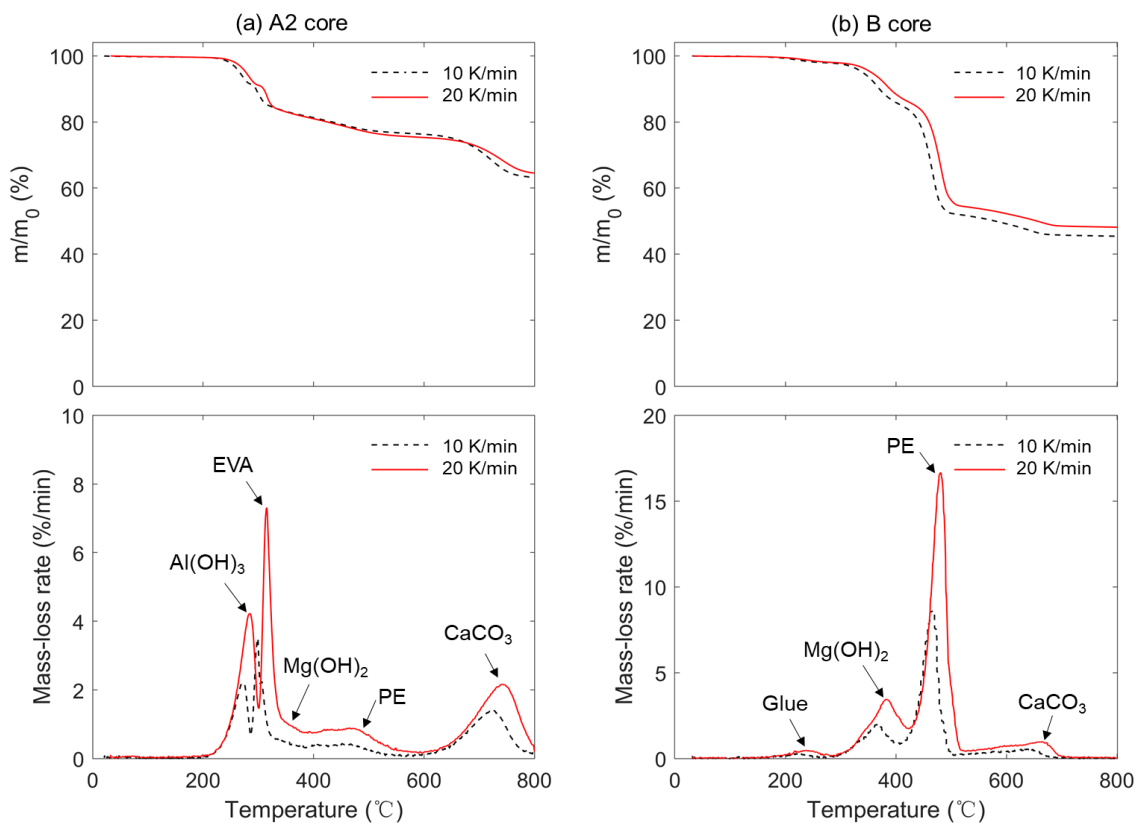 (a) A2 core
100
80
60
40
20
0
m/m0 (%)
10 K/min
20 K/min
(b) B core
100
80
60
40
20
0
m/m0 (%)
10 K/min
20 K/min
10
8
6
4
2
0
Mass-loss rate (%/min)
10 K/min
20 K/min
EVA
Al(OH)3
Mg(OH)2
PE
CaCO3
0 200 400 600 800
Temperature (℃)
20
15
10
5
0
Mass-loss rate (%/min)
10 K/min
20 K/min
PE
Mg(OH)2
Glue
CaCO3
0 200 400 600 800
Temperature (℃)